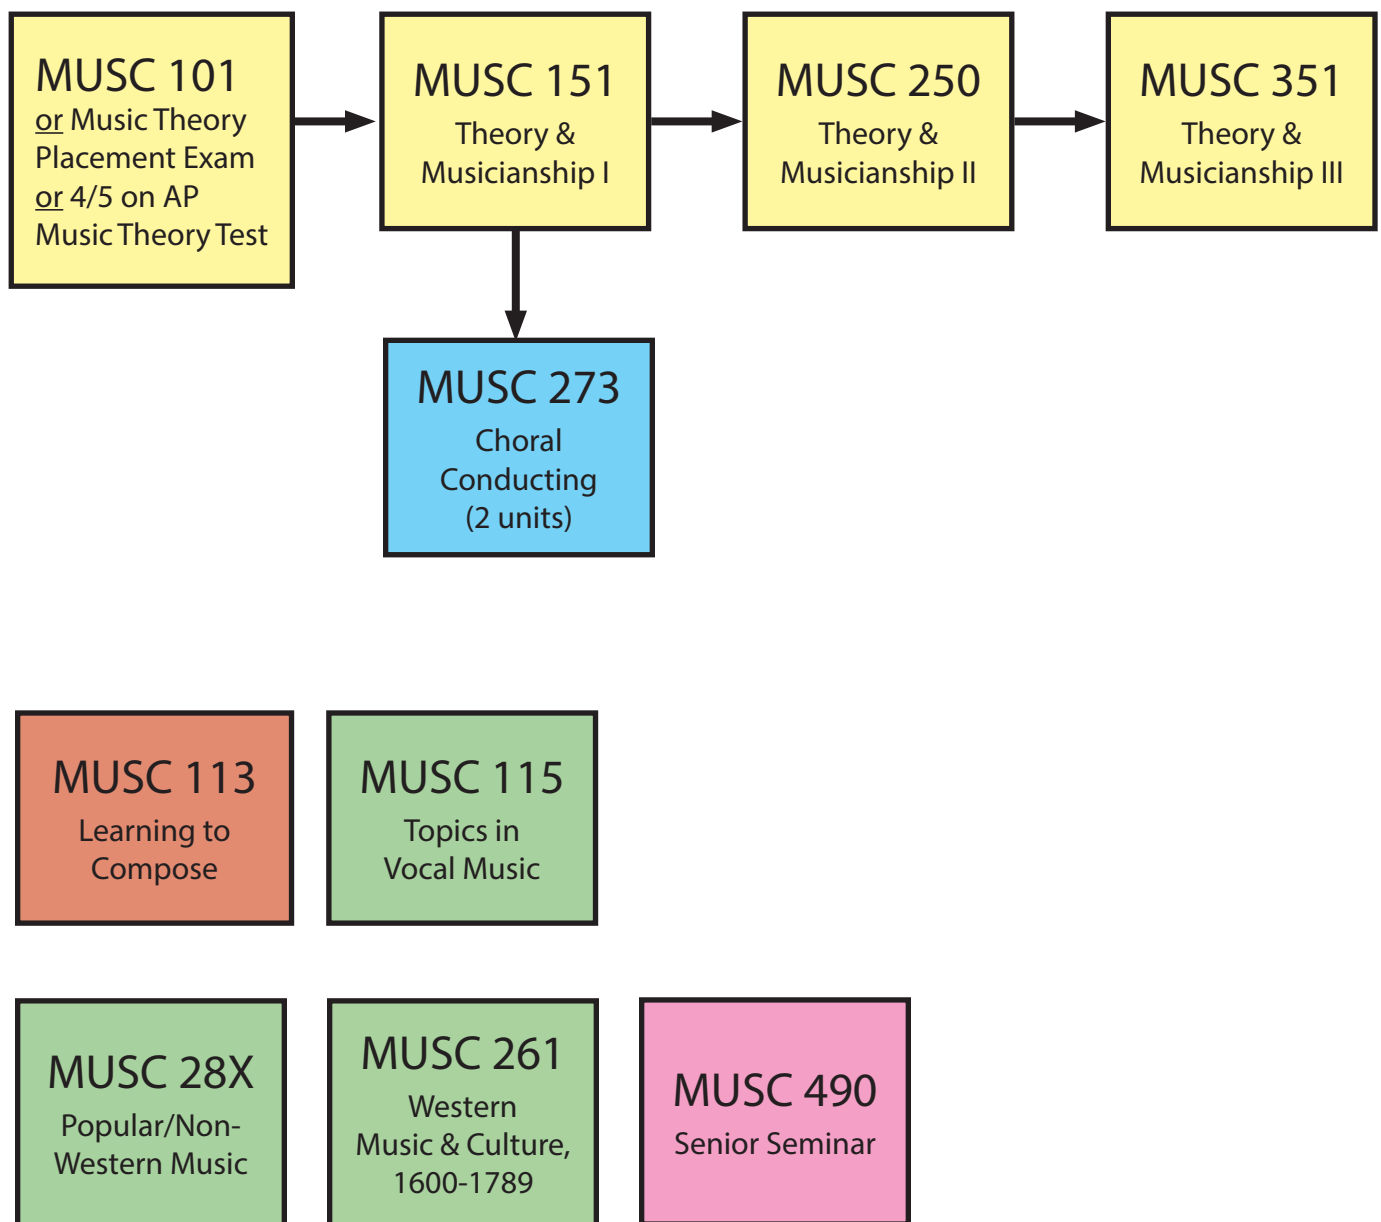 MUSC 101
or Music Theory
Placement Exam
or 4/5 on AP
Music Theory Test
MUSC 151
Theory &
Musicianship I
MUSC 250
Theory &
Musicianship II
MUSC 351
Theory &
Musicianship III
MUSC 273
Choral
Conducting
(2 units)
MUSC 113
Learning to
Compose
MUSC 115
Topics in
Vocal Music
MUSC 28X
Popular/Non-
Western Music
MUSC 261
Western
Music & Culture,
1600-1789
MUSC 490
Senior Seminar